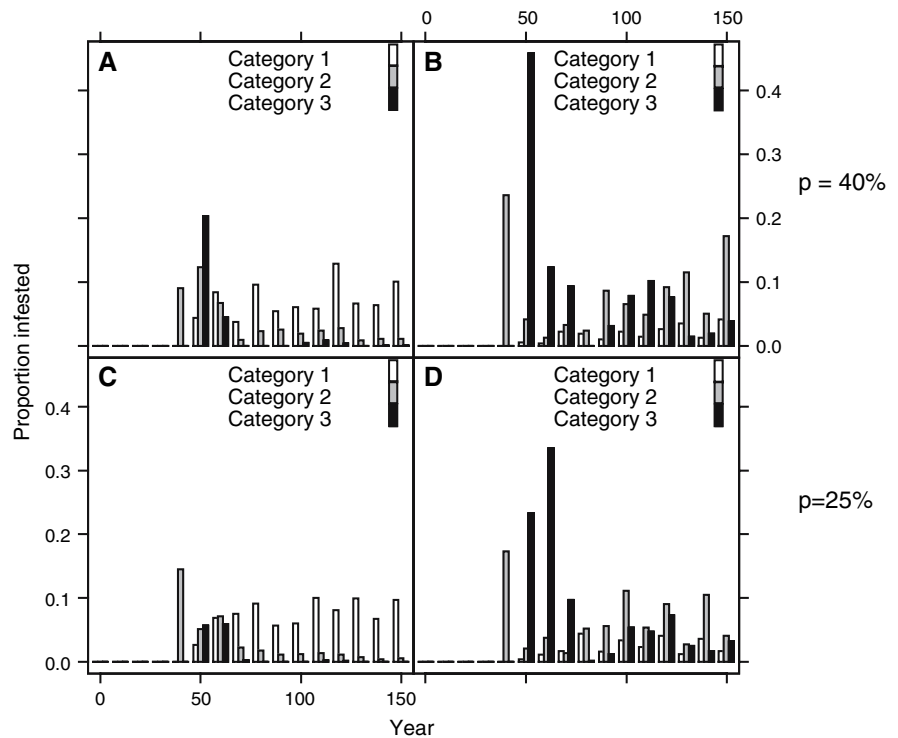 0 50 100 150
A Category 1
Category 2
Category 3
B Category 1
Category 2
Category 3
0.4
0.3
0.2
0.1
0.0
p = 40%
Proportion infested
C Category 1
Category 2
Category 3
D Category 1
Category 2
Category 3
0.4
0.3
0.2
0.1
0.0
p=25%
0 50 100 150
Year